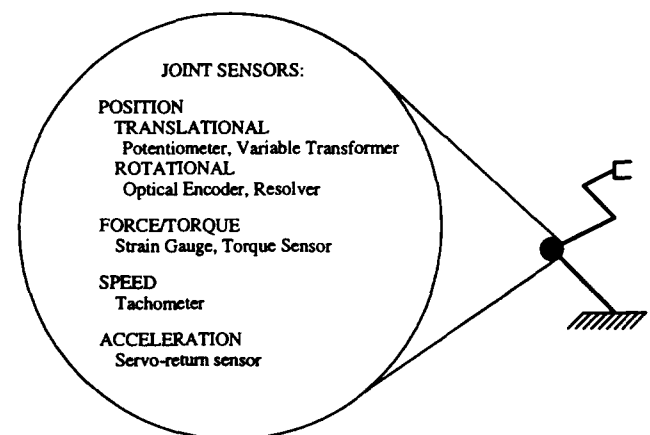 JOINT SENSORS:
POSITION
TRANSLATIONAL
Potentiometer, Variable Transformer
ROTATIONAL
Optical Encoder, Resolver
FORCE/TORQUE
Strain Gauge, Torque Sensor
SPEED
Tachometer
ACCELERATION
Servo-return sensor